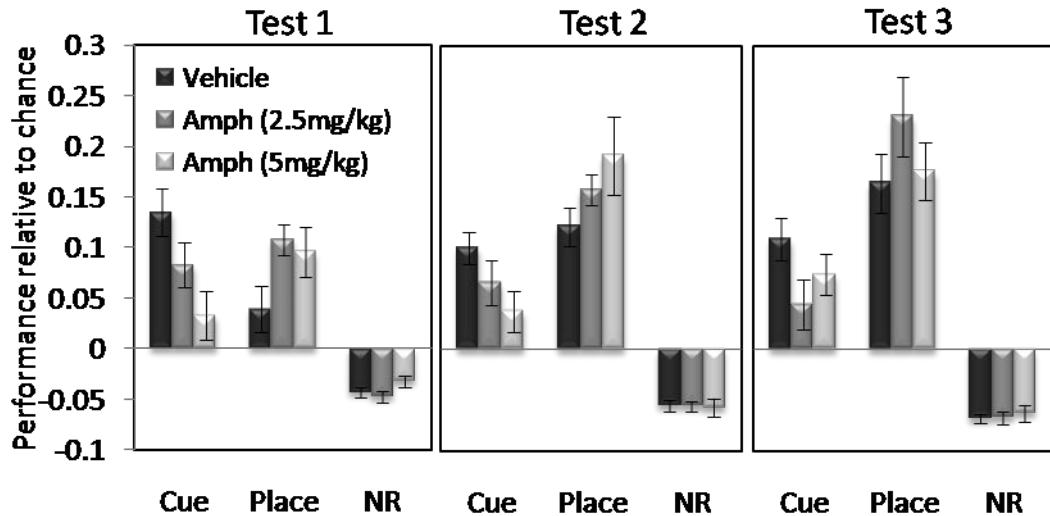 Test 1 Test 2 Test 3
Performance relative to chance
0.3
0.25
0.2
0.15
0.1
0.05
0
-0.05
-0.1
Vehicle
Amph (2.5mg/kg)
Amph (5mg/kg)
Cue Place NR Cue Place NR Cue Place NR